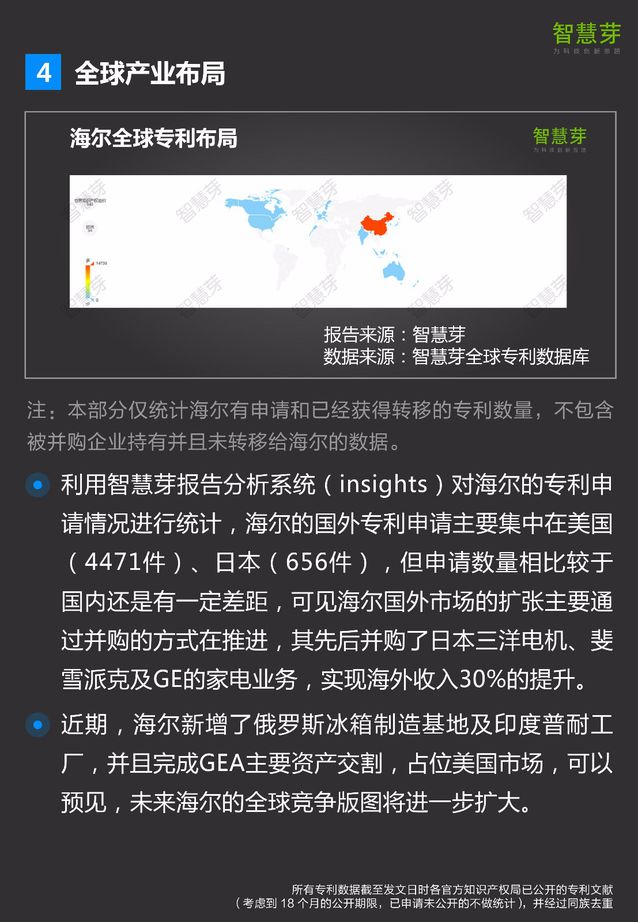 智慧芽
为科技创新而生
4 全球产业布局
海尔全球专利布局
智慧芽
报告来源：智慧芽
数据来源：智慧芽全球专利数据库
注：本部分仅统计海尔有申请和已经获得转移的专利数量，不包含
被并购企业持有并且未转移给海尔的数据。
利用智慧芽报告分析系统（insights）对海尔的专利申
请情况进行统计，海尔的国外专利申请主要集中在美国
（4471件）、日本（656件），但申请数量相比较于
国内还是有一定差距，可见海尔国外市场的扩张主要通
过并购的方式在推进，其先后并购了日本三洋电机、斐
雪派克及GE的家电业务，实现海外收入30%的提升。
近期，海尔新增了俄罗斯冰箱制造基地及印度普耐工
厂，并且完成GEA主要资产交割，占位美国市场，可以
预见，未来海尔的全球竞争版图将进一步扩大。
所有专利数据截至发文日时各官方知识产权局已公开的专利文献
（考虑到 18 个月的公开期限，已申请未公开的不做统计），并经过同族去重